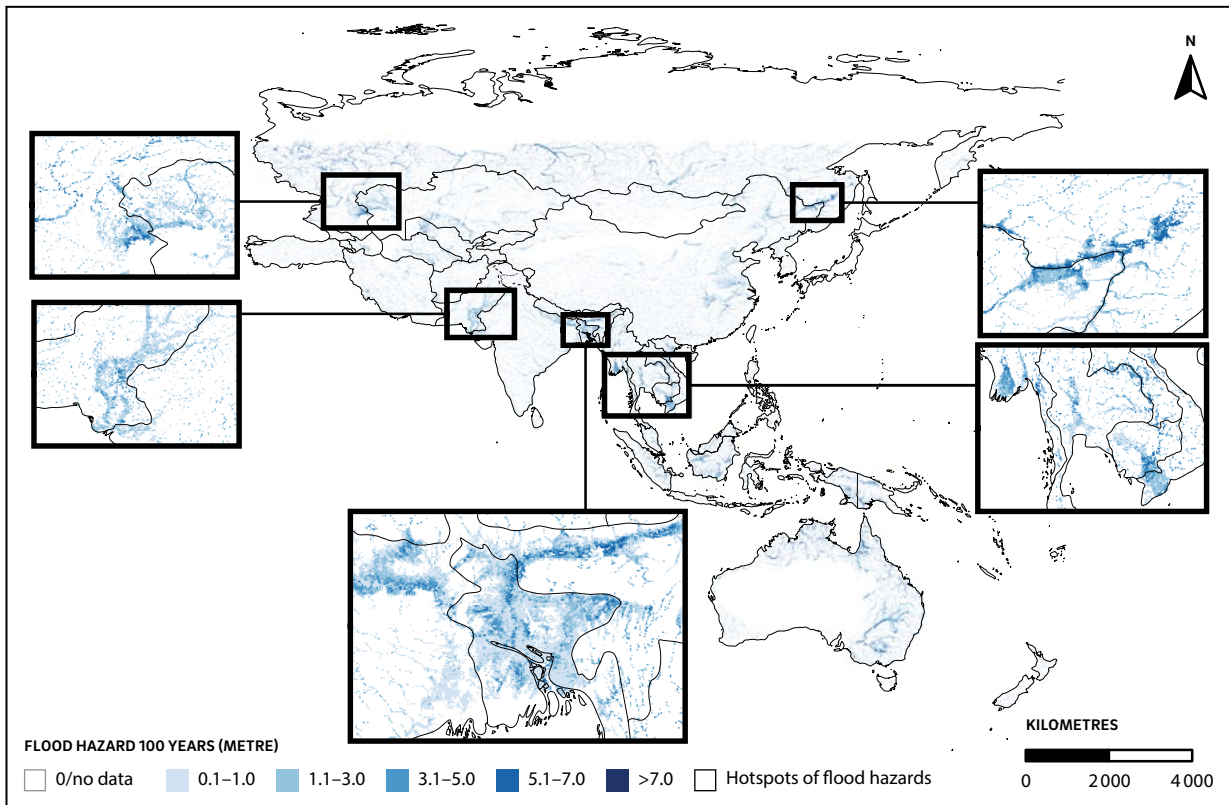 N
KILOMETRES
0 2000 4000
FLOOD HAZARD 100 YEARS (METRE)
0/no data 0.1–1.0 1.1–3.0 3.1–5.0 5.1–7.0 >7.0 Hotspots of flood hazards